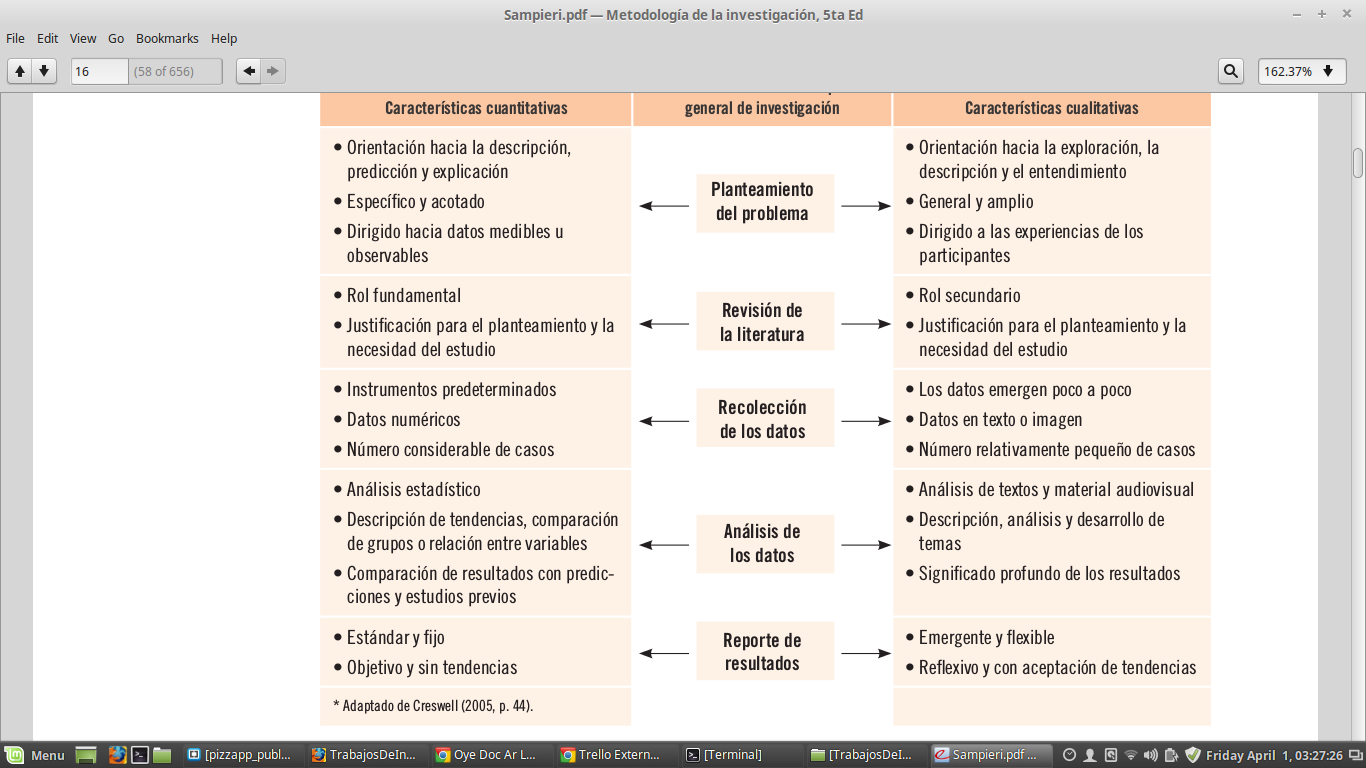 Sampieri.pdf — Metodología de la investigación, 5ta Ed
File Edit View Go Bookmarks Help
16 (58 of 656) 162.37%
Características cuantitativas
general de investigación
Características cualitativas
• Orientación hacia la descripción,
predicción y explicación
• Específico y acotado
• Dirigido hacia datos medibles u
observables
Planteamiento
del problema
• Orientación hacia la exploración, la
descripción y el entendimiento
• General y amplio
• Dirigido a las experiencias de los
participantes
• Rol fundamental
• Justificación para el planteamiento y la
necesidad del estudio
Revisión de
la literatura
• Rol secundario
• Justificación para el planteamiento y la
necesidad del estudio
• Instrumentos predeterminados
• Datos numéricos
• Número considerable de casos
Recolección
de los datos
• Los datos emergen poco a poco
• Datos en texto o imagen
• Número relativamente pequeño de casos
• Análisis estadístico
• Descripción de tendencias, comparación
de grupos o relación entre variables
• Comparación de resultados con predic-
ciones y estudios previos
Análisis de
los datos
• Análisis de textos y material audiovisual
• Descripción, análisis y desarrollo de
temas
• Significado profundo de los resultados
• Estándar y fijo
• Objetivo y sin tendencias
Reporte de
resultados
• Emergente y flexible
• Reflexivo y con aceptación de tendencias
* Adaptado de Creswell (2005, p. 44).
Menu [pizzapp_publ... TrabajosDeIn... Oye Doc Ar L... Trello Extern... [Terminal] [TrabajosDeI... Sampieri.pdf ... Friday April 1, 03:27:26